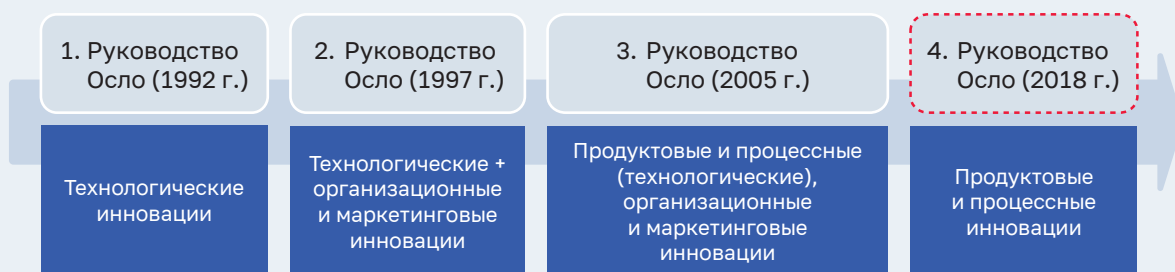 1. Руководство
Осло (1992 г.)
Технологические
инновации
2. Руководство
Осло (1997 г.)
Технологические +
организационные
и маркетинговые
инновации
3. Руководство
Осло (2005 г.)
Продуктовые и процессные
(технологические),
организационные
и маркетинговые
инновации
4. Руководство
Осло (2018 г.)
Продуктовые
и процессные
инновации